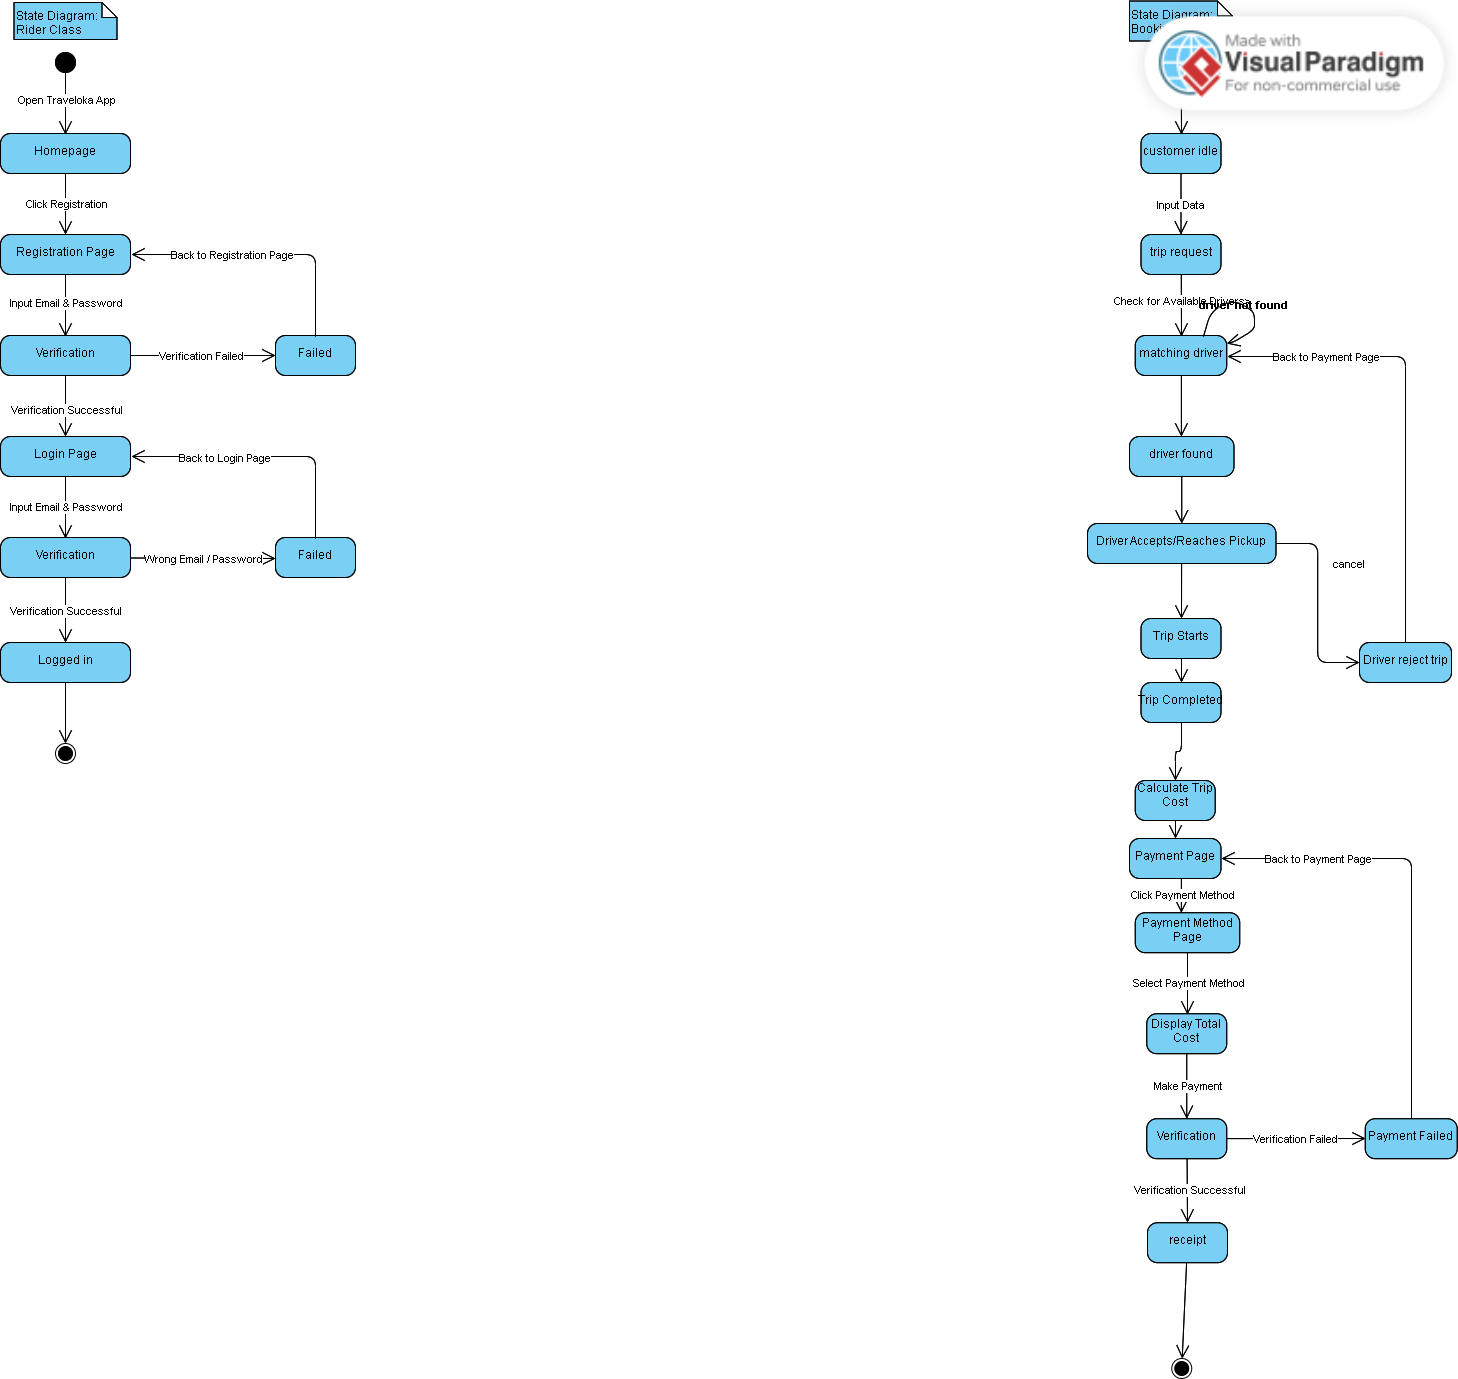 State Diagram:
Rider Class
Open Traveloka App
Homepage
Click Registration
Registration Page
Back to Registration Page
Input Email & Password
Verification
Verification Failed
Failed
Verification Successful
Login Page
Back to Login Page
Input Email & Password
Verification
Wrong Email / Password
Failed
Verification Successful
Logged in
State Diagram:
Made with
Visual Paradigm
For non-commercial use
customer idle
Input Data
trip request
Check for Available Drivers
driver not found
matching driver
Back to Payment Page
driver found
Driver Accepts/Reaches Pickup
cancel
Trip Starts
Driver reject trip
Trip Completed
Calculate Trip
Cost
Payment Page
Back to Payment Page
Click Payment Method
Payment Method
Page
Select Payment Method
Display Total
Cost
Make Payment
Verification
Verification Failed
Payment Failed
Verification Successful
receipt